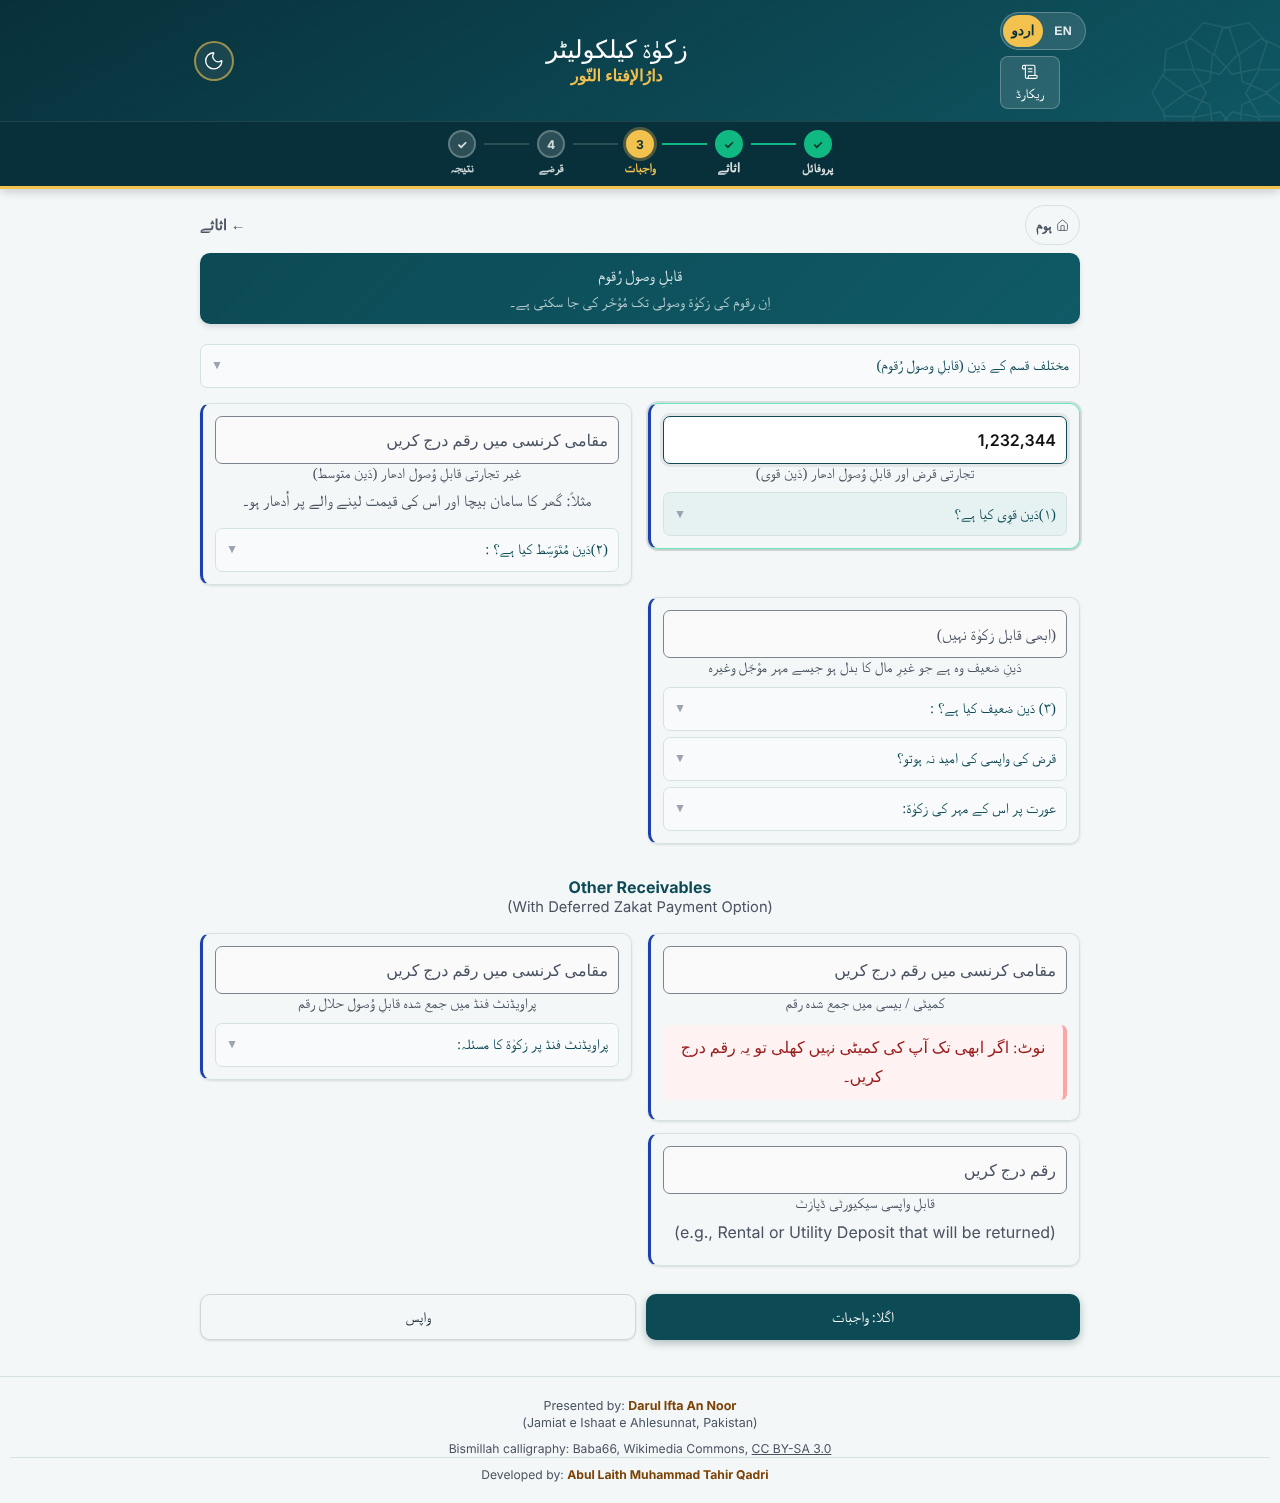 EN
اردو
ریکارڈ
زکوٰۃ کیلکولیٹر
دارُالإفتاء النّور
پروفائل
اثاثے
3
واجبات
4
قرضے
نتیجہ
ہوم
← اثاثے
قابلِ وصول رُقوم
اِن رقوم کی زکوٰۃ وصولی تک مُؤخّر کی جا سکتی ہے۔
مختلف قسم کے دَین (قابلِ وصول رُقوم)
1,232,344
تجارتی قرض اور قابلِ وُصول ادھار (دَین قوی)
(۱)دَین قوی کیا ہے؟
مقامی کرنسی میں رقم درج کریں
غیر تجارتی قابلِ وُصول ادھار (دَین متوسط)
مثلاً: گھر کا سامان بیچا اور اس کی قیمت لینے والے پر اُدھار ہو۔
(۲)دَین مُتَوَسِّط کیا ہے؟ :
(ابھی قابل زکوٰۃ نہیں)
دَینِ ضعیف وہ ہے جو غیرِ مال کا بدل ہو جیسے مہر مؤجّل وغیرہ
(۳) دَین ضعیف کیا ہے؟ :
قرض کی واپسی کی امید نہ ہوتو؟
عورت پر اس کے مہر کی زکوٰۃ:
Other Receivables
(With Deferred Zakat Payment Option)
مقامی کرنسی میں رقم درج کریں
کمیٹی / بیسی میں جمع شدہ رقم
نوٹ: اگر ابھی تک آپ کی کمیٹی نہیں کھلی تو یہ رقم درج
کریں۔
مقامی کرنسی میں رقم درج کریں
پراویڈنٹ فنڈ میں جمع شدہ قابلِ وُصول حلال رقم
پراویڈنٹ فنڈ پر زکوٰۃ کا مسئلہ:
رقم درج کریں
قابلِ واپسی سیکیورٹی ڈپازٹ
(e.g., Rental or Utility Deposit that will be returned)
اگلا: واجبات
واپس
Presented by: Darul Ifta An Noor
(Jamiat e Ishaat e Ahlesunnat, Pakistan)
Bismillah calligraphy: Baba66, Wikimedia Commons, CC BY-SA 3.0
Developed by: Abul Laith Muhammad Tahir Qadri